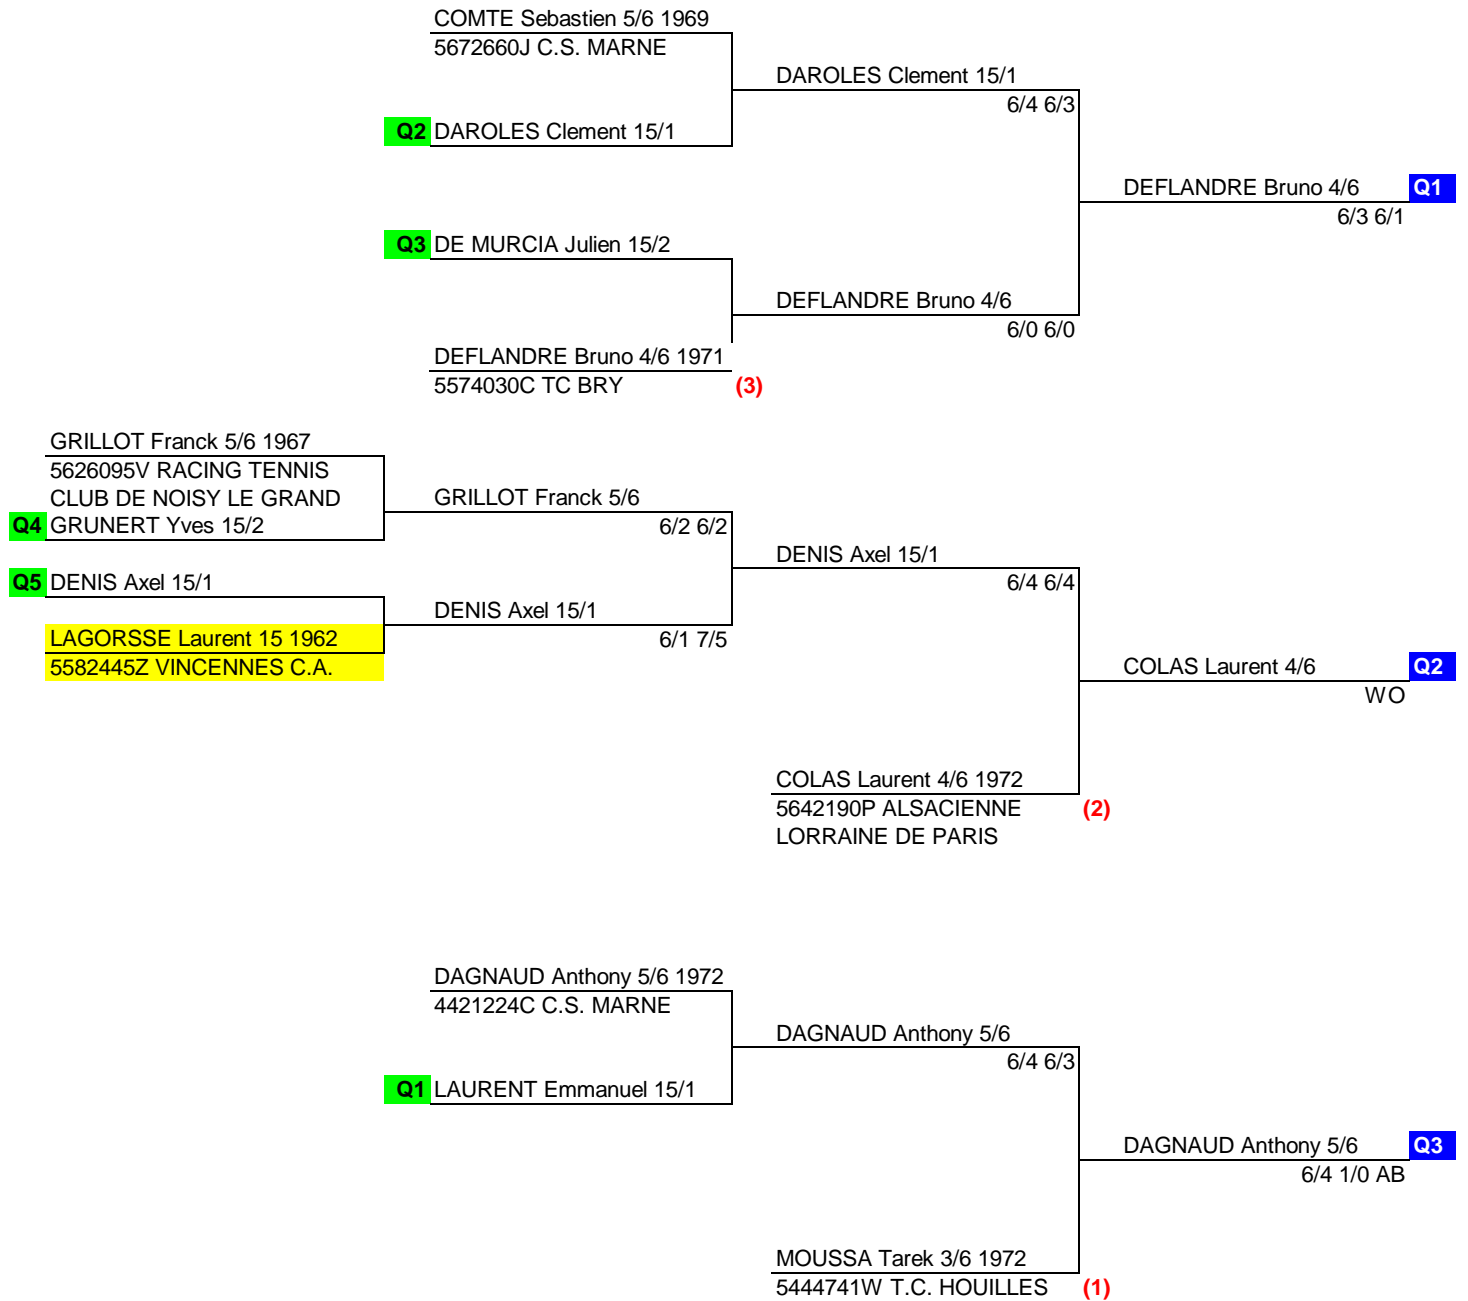 COMTE Sebastien 5/6 1969
5672660J C.S. MARNE
DAROLES Clement 15/1
6/4 6/3
Q2 DAROLES Clement 15/1
DEFLANDRE Bruno 4/6 Q1
6/3 6/1
Q3 DE MURCIA Julien 15/2
DEFLANDRE Bruno 4/6
6/0 6/0
DEFLANDRE Bruno 4/6 1971
5574030C TC BRY (3)
GRILLOT Franck 5/6 1967
5626095V RACING TENNIS
CLUB DE NOISY LE GRAND
GRILLOT Franck 5/6
6/2 6/2
Q4 GRUNERT Yves 15/2
DENIS Axel 15/1
6/4 6/4
Q5 DENIS Axel 15/1
DENIS Axel 15/1
6/1 7/5
LAGORSSE Laurent 15 1962
5582445Z VINCENNES C.A.
COLAS Laurent 4/6 Q2
WO
COLAS Laurent 4/6 1972
5642190P ALSACIENNE (2)
LORRAINE DE PARIS
DAGNAUD Anthony 5/6 1972
4421224C C.S. MARNE
DAGNAUD Anthony 5/6
6/4 6/3
Q1 LAURENT Emmanuel 15/1
DAGNAUD Anthony 5/6 Q3
6/4 1/0 AB
MOUSSA Tarek 3/6 1972
5444741W T.C. HOUILLES (1)